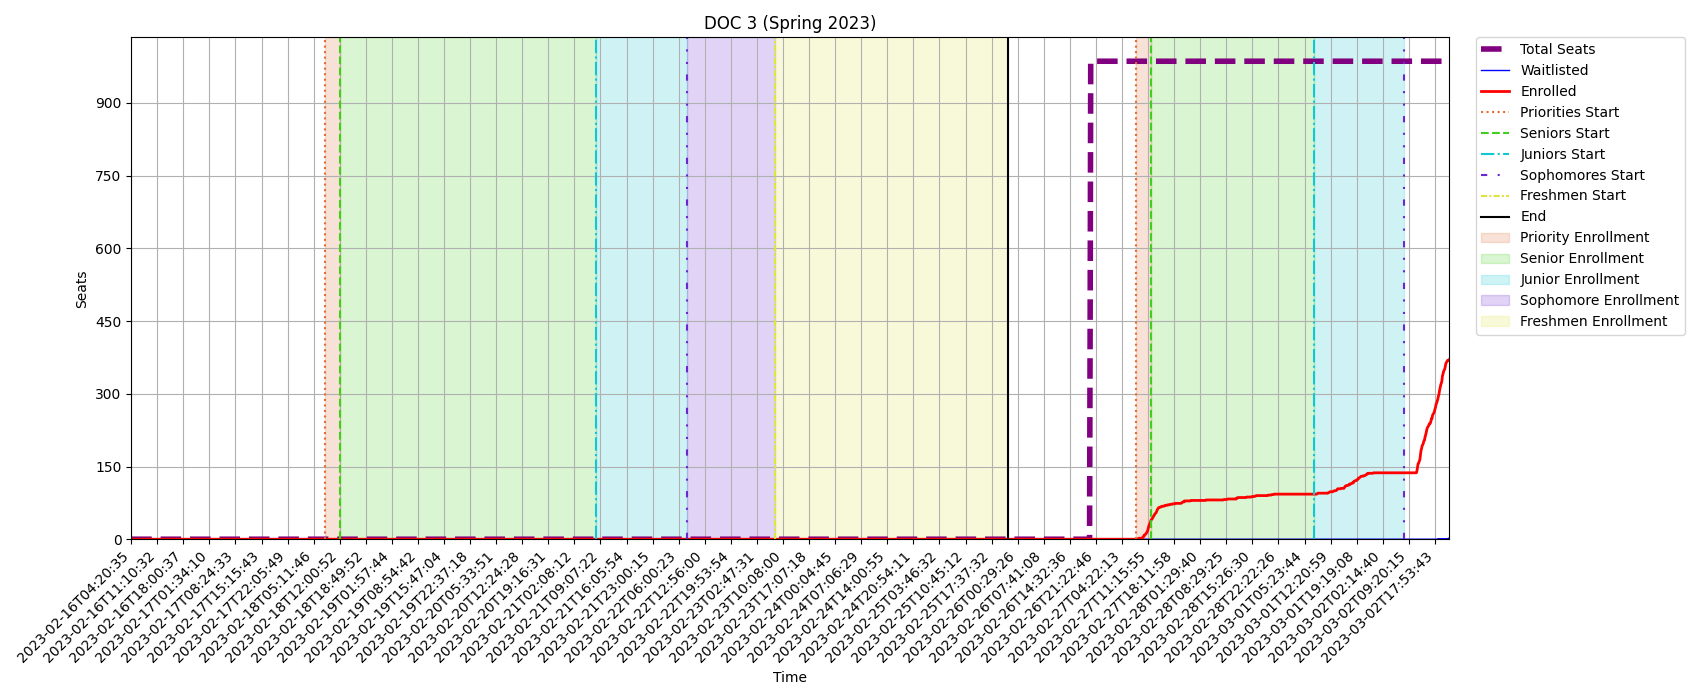 DOC 3 (Spring 2023)
Seats
900
750
600
450
300
150
0
2023-02-16T04:20:35
2023-02-16T11:10:32
2023-02-16T18:00:37
2023-02-17T01:34:10
2023-02-17T08:24:33
2023-02-17T15:15:43
2023-02-17T22:05:49
2023-02-18T05:11:46
2023-02-18T12:00:52
2023-02-18T18:49:52
2023-02-19T01:57:44
2023-02-19T08:54:42
2023-02-19T15:47:04
2023-02-19T22:37:18
2023-02-20T05:33:51
2023-02-20T12:24:28
2023-02-20T19:16:31
2023-02-21T02:08:12
2023-02-21T09:07:22
2023-02-21T16:05:54
2023-02-21T23:00:15
2023-02-22T06:00:23
2023-02-22T12:56:00
2023-02-22T19:53:54
2023-02-23T02:47:31
2023-02-23T10:08:00
2023-02-23T17:07:18
2023-02-24T00:04:45
2023-02-24T07:06:29
2023-02-24T14:00:55
2023-02-24T20:54:11
2023-02-25T03:46:32
2023-02-25T10:45:12
2023-02-25T17:37:32
2023-02-26T00:29:26
2023-02-26T07:41:08
2023-02-26T14:32:36
2023-02-26T21:22:46
2023-02-27T04:22:13
2023-02-27T11:15:55
2023-02-27T18:11:58
2023-02-28T01:29:40
2023-02-28T08:29:25
2023-02-28T15:26:30
2023-02-28T22:22:26
2023-03-01T05:23:44
2023-03-01T12:20:59
2023-03-01T19:19:08
2023-03-02T02:14:40
2023-03-02T09:20:15
2023-03-02T17:53:43
Time
Total Seats
Waitlisted
Enrolled
Priorities Start
Seniors Start
Juniors Start
Sophomores Start
Freshmen Start
End
Priority Enrollment
Senior Enrollment
Junior Enrollment
Sophomore Enrollment
Freshmen Enrollment